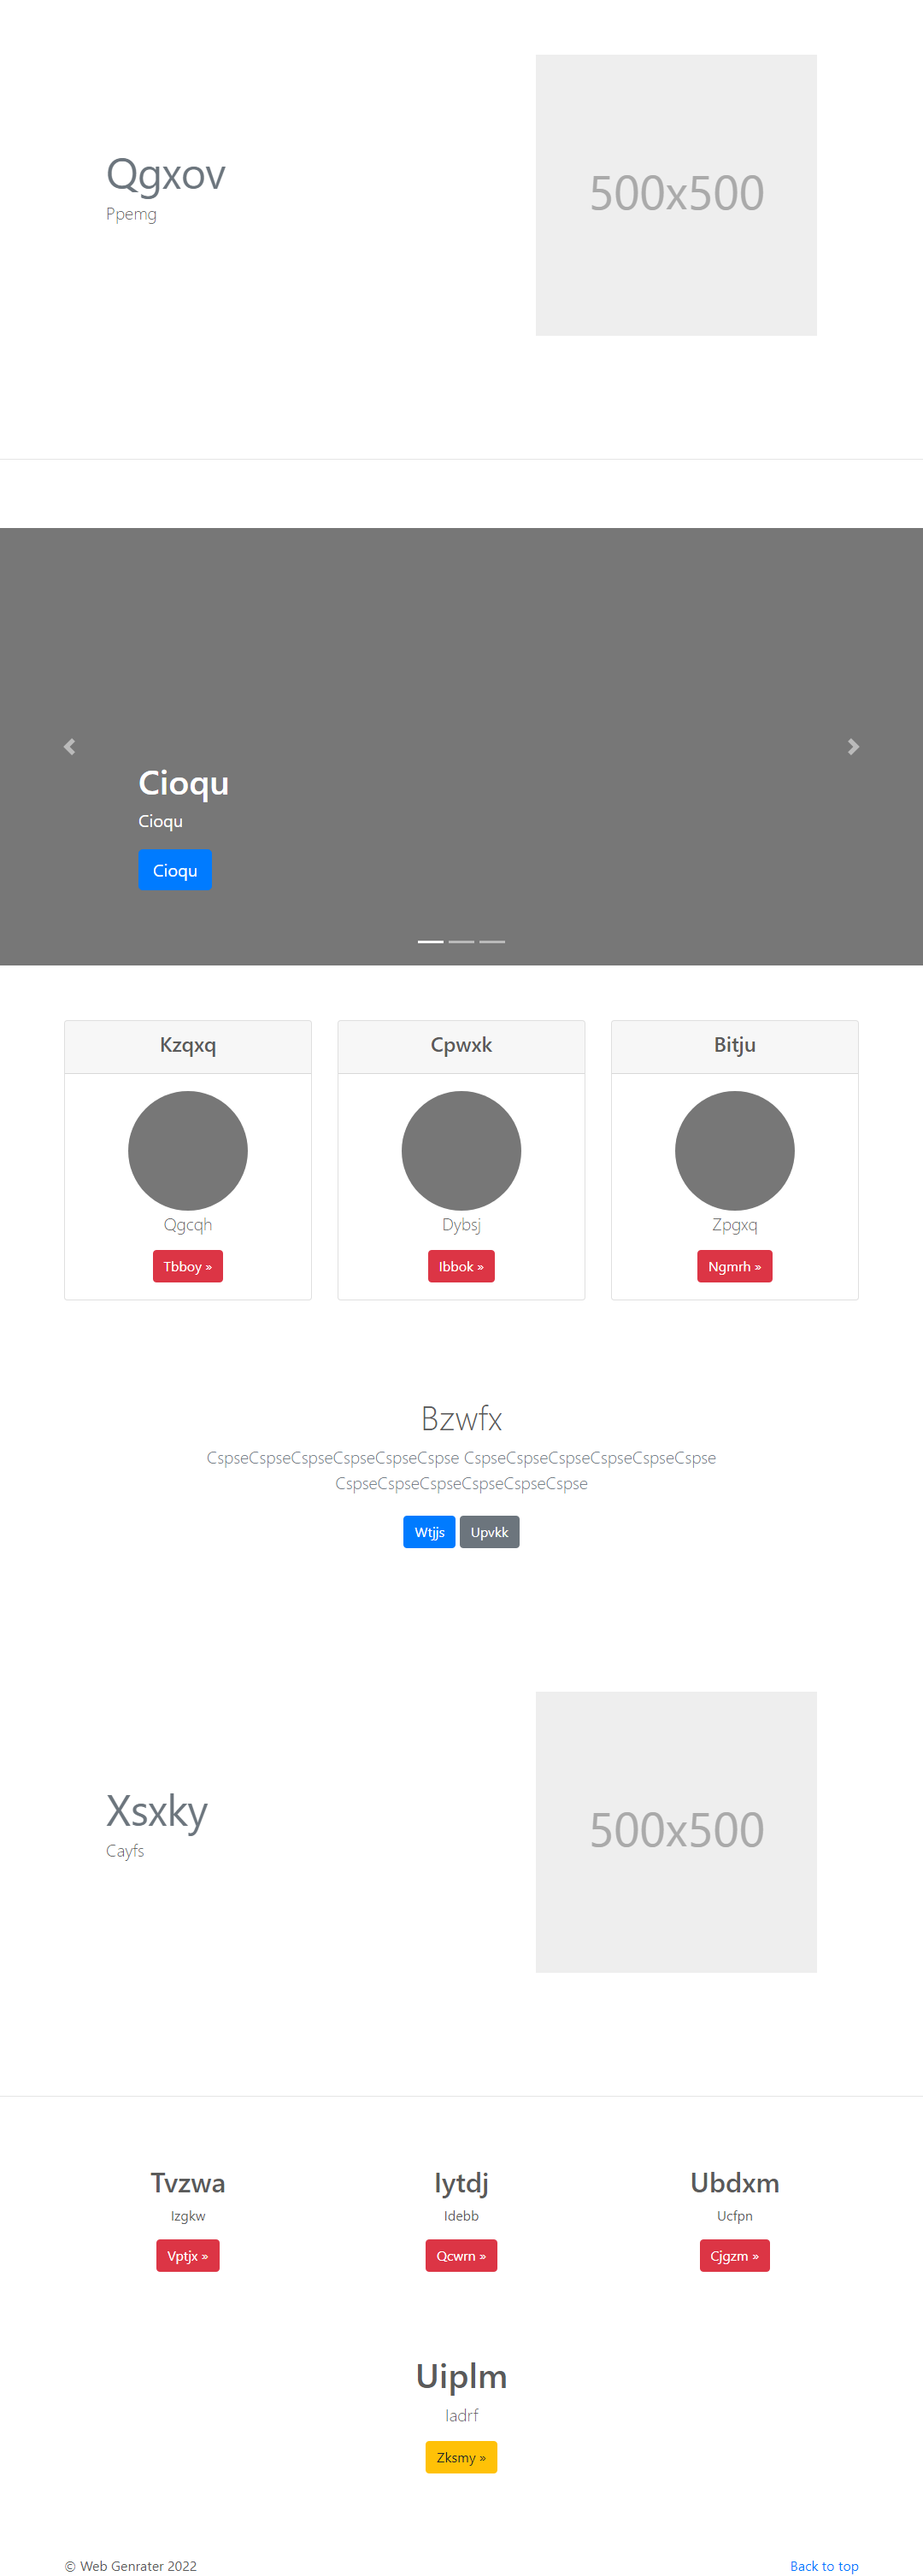 Qgxov
Ppemg
500x500
Cioqu
Cioqu
Cioqu
Kzqxq
Cpwxk
Bitju
Qgcqh
Dybsj
Zpgxq
Tbboy »
Ibbok »
Ngmrh »
Bzwfx
CspseCspseCspseCspseCspseCspse CspseCspseCspseCspseCspseCspse
CspseCspseCspseCspseCspseCspse
Wtjjs
Upvkk
Xsxky
Cayfs
500x500
Tvzwa
Iytdj
Ubdxm
Izgkw
Idebb
Ucfpn
Vptjx »
Qcwrn »
Cjgzm »
Uiplm
Iadrf
Zksmy »
© Web Genrater 2022
Back to top